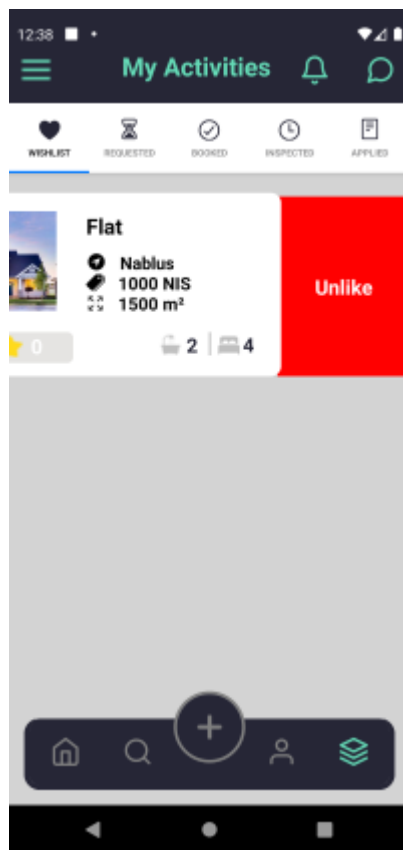 12:38
My Activities
WISHLIST REQUESTED BOOKED INSPECTED APPLIED
Flat
Nablus
1000 NIS
1500 m²
Unlike
0 2 4